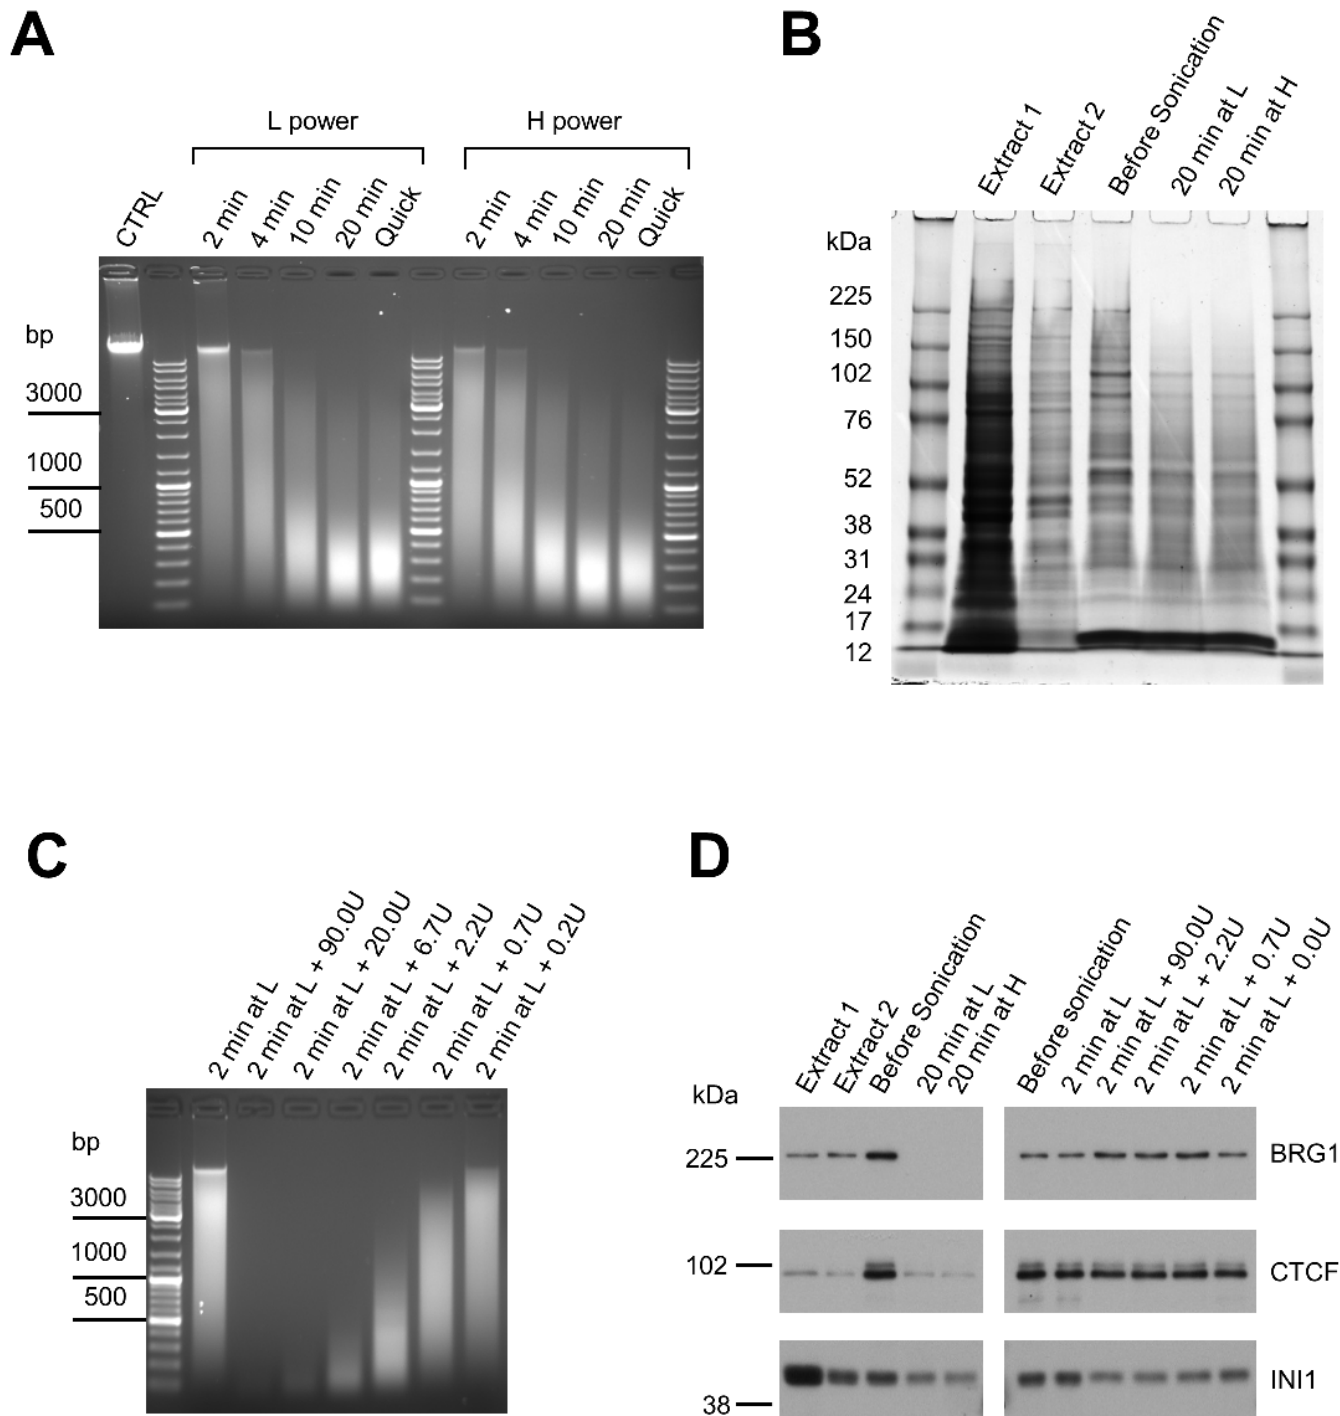 A
L power
H power
CTRL
2 min
4 min
10 min
20 min
Quick
2 min
4 min
10 min
20 min
Quick
bp
3000
1000
500
B
Extract 1
Extract 2
Before Sonication
20 min at L
20 min at H
kDa
225
150
102
76
52
38
31
24
17
12
C
2 min at L
2 min at L + 90.0U
2 min at L + 20.0U
2 min at L + 6.7U
2 min at L + 2.2U
2 min at L + 0.7U
2 min at L + 0.2U
bp
3000
1000
500
D
Extract 1
Extract 2
Before Sonication
20 min at L
20 min at H
Before sonication
2 min at L
2 min at L + 90.0U
2 min at L + 2.2U
2 min at L + 0.7U
2 min at L + 0.0U
kDa
225
BRG1
102
CTCF
INI1
38